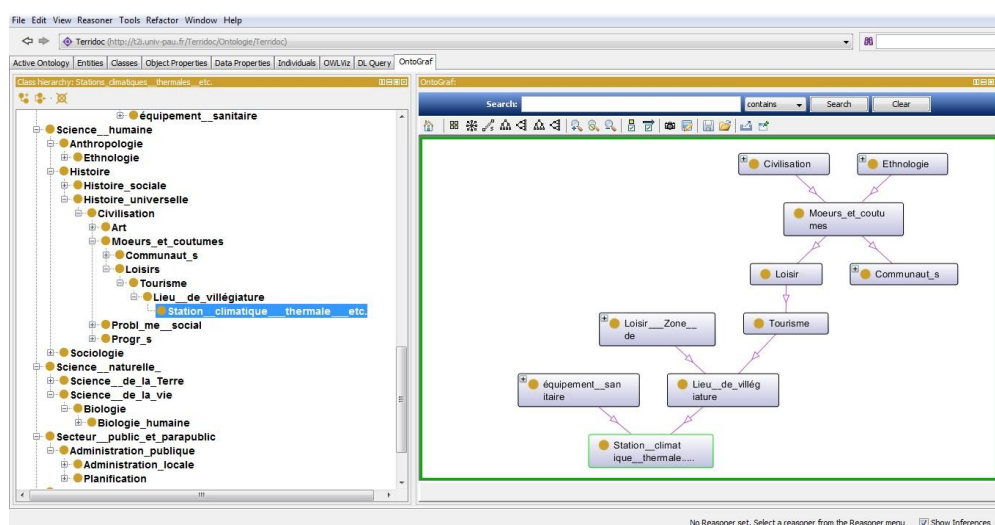 File Edit View Reasoner Tools Refactor Window Help
Terridoc (http://t2i.univ-pau.fr/Terridoc/Ontologie/Terridoc)
Active Ontology Entities Classes Object Properties Data Properties Individuals OWLViz DL Query OntoGraf
Class hierarchy: Stations_climatiques__thermales__etc.
équipement__sanitaire
Science__humaine
Anthropologie
Ethnologie
Histoire
Histoire_sociale
Histoire_universelle
Civilisation
Art
Moeurs_et_coutumes
Communaut_s
Loisirs
Tourisme
Lieu__de_villégiature
Station__climatique___thermale___etc.
Probl_me__social
Progr_s
Sociologie
Science__naturelle_
Science__de_la_Terre
Science__de_la_vie
Biologie
Biologie_humaine
Secteur__public_et_parapublic
Administration_publique
Administration_locale
Planification
OntoGraf:
Search: contains Search Clear
Civilisation
Ethnologie
Moeurs_et_coutu
mes
Loisir
Communaut_s
Loisir___Zone__
de
Tourisme
équipement__san
itaire
Lieu__de_villég
iature
Station__climat
ique__thermale.....
No Reasoner set. Select a reasoner from the Reasoner menu Show Inferences